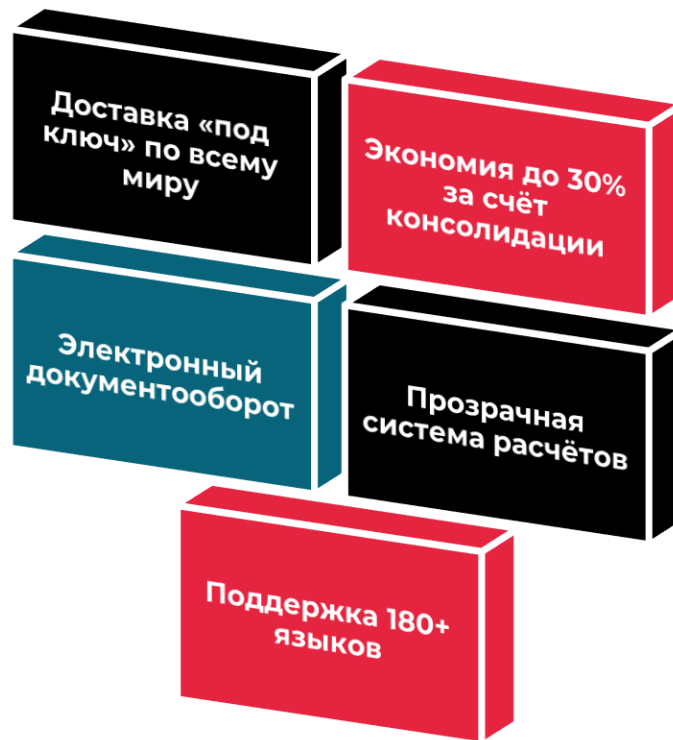 Доставка «под
ключ» по всему
миру
Экономия до 30%
за счёт
консолидации
Электронный
документооборот
Прозрачная
система расчётов
Поддержка 180+
языков